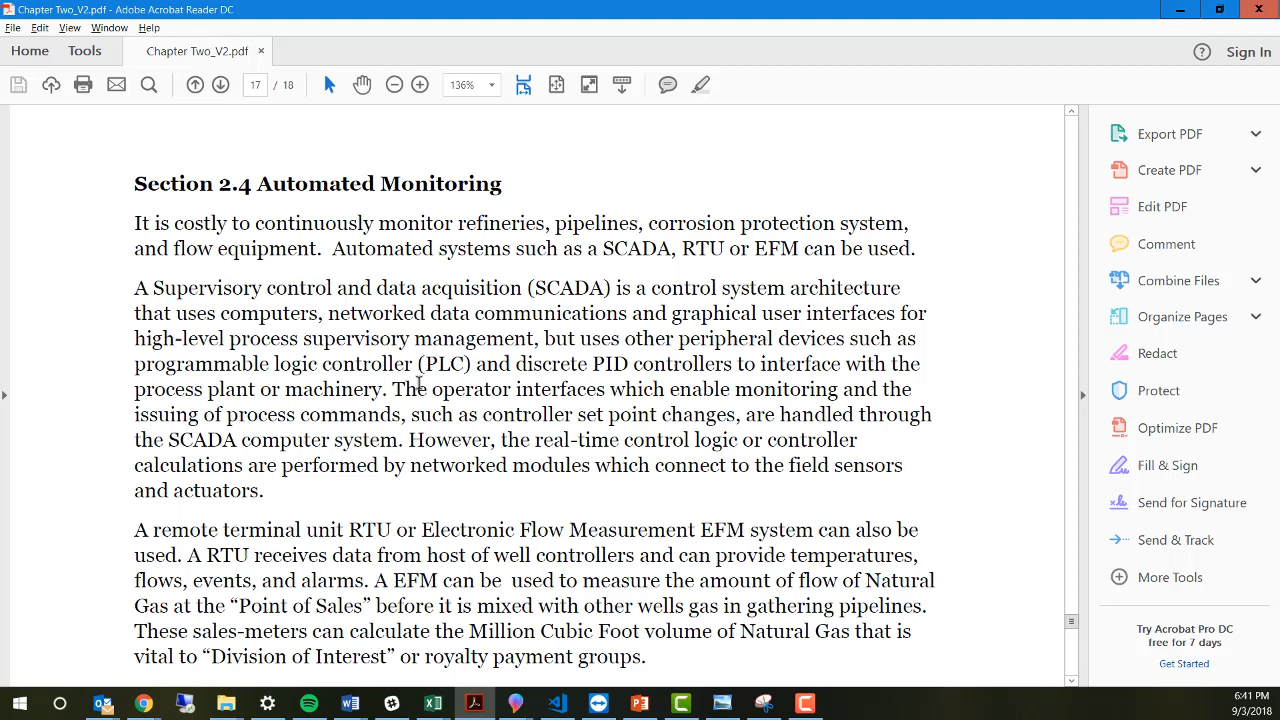 Chapter Two_V2.pdf - Adobe Acrobat Reader DC
File Edit View Window Help
Home Tools Chapter Two_V2.pdf × Sign In
17 / 18 136%
Section 2.4 Automated Monitoring
It is costly to continuously monitor refineries, pipelines, corrosion protection system,
and flow equipment.  Automated systems such as a SCADA, RTU or EFM can be used.
A Supervisory control and data acquisition (SCADA) is a control system architecture
that uses computers, networked data communications and graphical user interfaces for
high-level process supervisory management, but uses other peripheral devices such as
programmable logic controller (PLC) and discrete PID controllers to interface with the
process plant or machinery. The operator interfaces which enable monitoring and the
issuing of process commands, such as controller set point changes, are handled through
the SCADA computer system. However, the real-time control logic or controller
calculations are performed by networked modules which connect to the field sensors
and actuators.
A remote terminal unit RTU or Electronic Flow Measurement EFM system can also be
used. A RTU receives data from host of well controllers and can provide temperatures,
flows, events, and alarms. A EFM can be  used to measure the amount of flow of Natural
Gas at the “Point of Sales” before it is mixed with other wells gas in gathering pipelines.
These sales-meters can calculate the Million Cubic Foot volume of Natural Gas that is
vital to “Division of Interest” or royalty payment groups.
Export PDF
Create PDF
Edit PDF
Comment
Combine Files
Organize Pages
Redact
Protect
Optimize PDF
Fill & Sign
Send for Signature
Send & Track
More Tools
Try Acrobat Pro DC
free for 7 days
Get Started
6:41 PM
9/3/2018